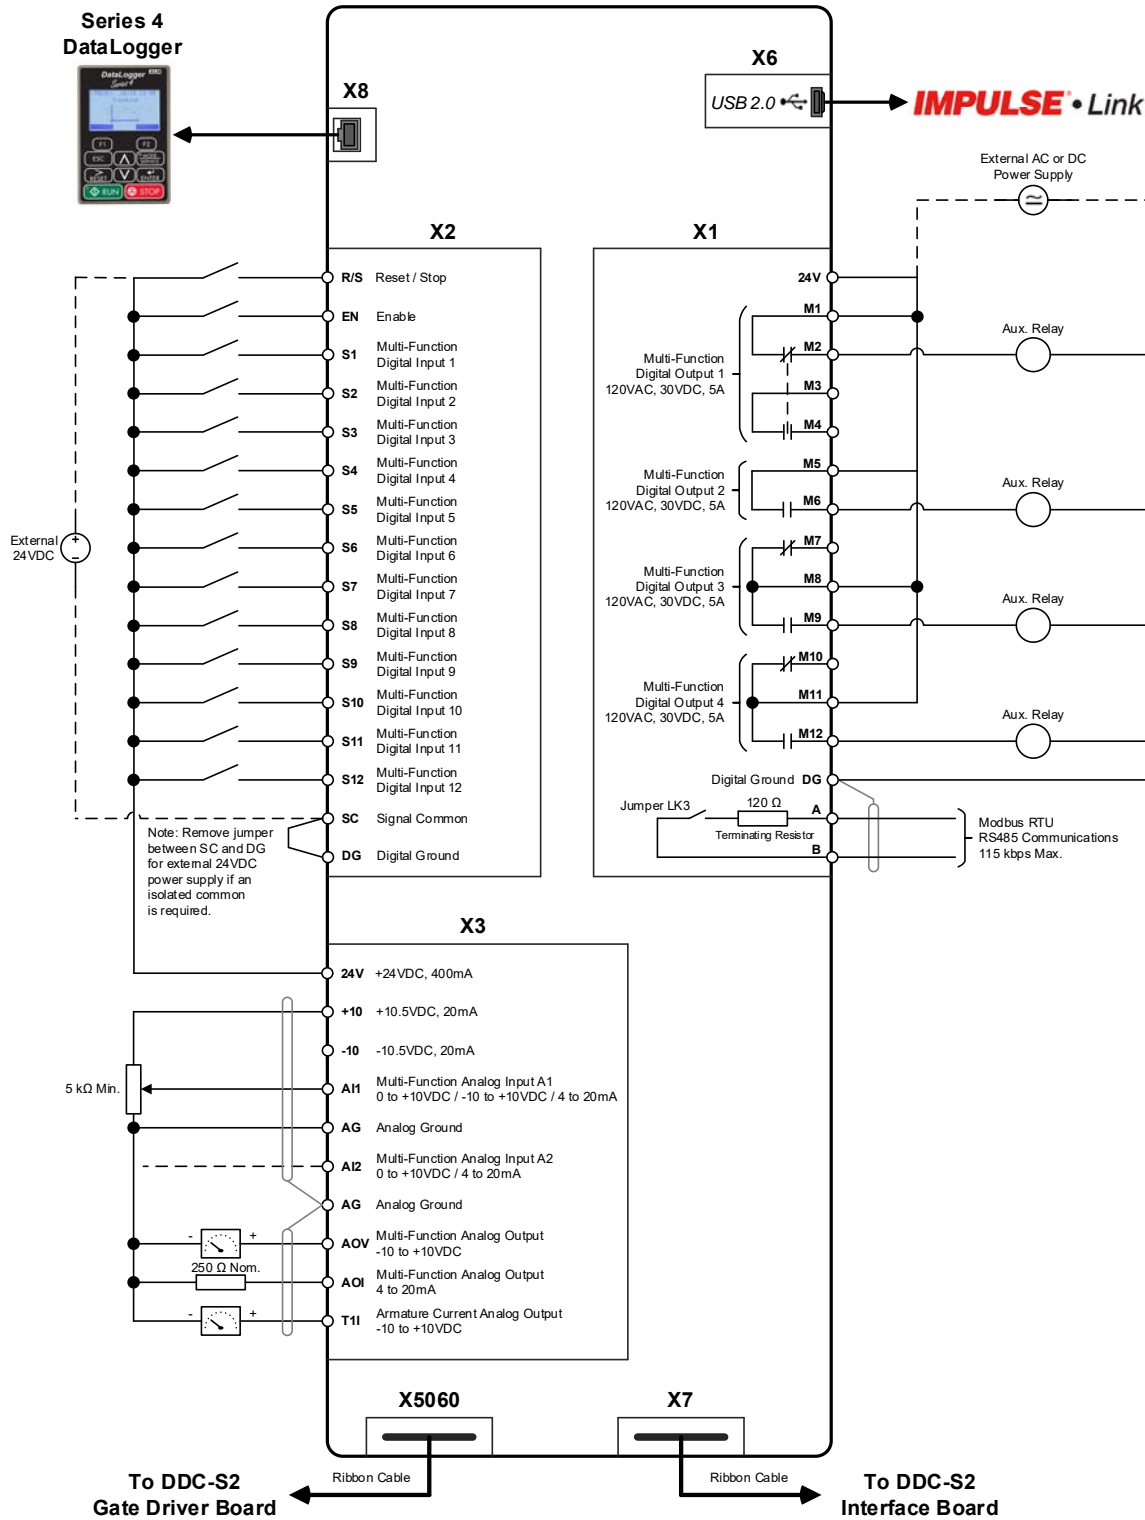 Series 4
DataLogger
DataLogger
Series 4
F1
F2
ESC
RESET
ENTER
RUN
STOP
X8
X6
USB 2.0
IMPULSE • Link
External AC or DC
Power Supply
X2
R/S Reset / Stop
EN Enable
S1 Multi-Function
Digital Input 1
S2 Multi-Function
Digital Input 2
S3 Multi-Function
Digital Input 3
S4 Multi-Function
Digital Input 4
S5 Multi-Function
Digital Input 5
S6 Multi-Function
Digital Input 6
S7 Multi-Function
Digital Input 7
S8 Multi-Function
Digital Input 8
S9 Multi-Function
Digital Input 9
S10 Multi-Function
Digital Input 10
S11 Multi-Function
Digital Input 11
S12 Multi-Function
Digital Input 12
SC Signal Common
DG Digital Ground
External
24VDC
+
−
Note: Remove jumper
between SC and DG
for external 24VDC
power supply if an
isolated common
is required.
X1
24V
M1
M2
M3
M4
Multi-Function
Digital Output 1
120VAC, 30VDC, 5A
Aux. Relay
M5
M6
Multi-Function
Digital Output 2
120VAC, 30VDC, 5A
Aux. Relay
M7
M8
M9
Multi-Function
Digital Output 3
120VAC, 30VDC, 5A
Aux. Relay
M10
M11
M12
Multi-Function
Digital Output 4
120VAC, 30VDC, 5A
Aux. Relay
Digital Ground DG
Jumper LK3
120 Ω
Terminating Resistor
A
B
Modbus RTU
RS485 Communications
115 kbps Max.
X3
24V +24VDC, 400mA
+10 +10.5VDC, 20mA
-10 -10.5VDC, 20mA
5 kΩ Min.
AI1 Multi-Function Analog Input A1
0 to +10VDC / -10 to +10VDC / 4 to 20mA
AG Analog Ground
AI2 Multi-Function Analog Input A2
0 to +10VDC / 4 to 20mA
AG Analog Ground
- +
AOV Multi-Function Analog Output
-10 to +10VDC
250 Ω Nom.
AOI Multi-Function Analog Output
4 to 20mA
- +
T1I Armature Current Analog Output
-10 to +10VDC
X5060
X7
Ribbon Cable
Ribbon Cable
To DDC-S2
Gate Driver Board
To DDC-S2
Interface Board